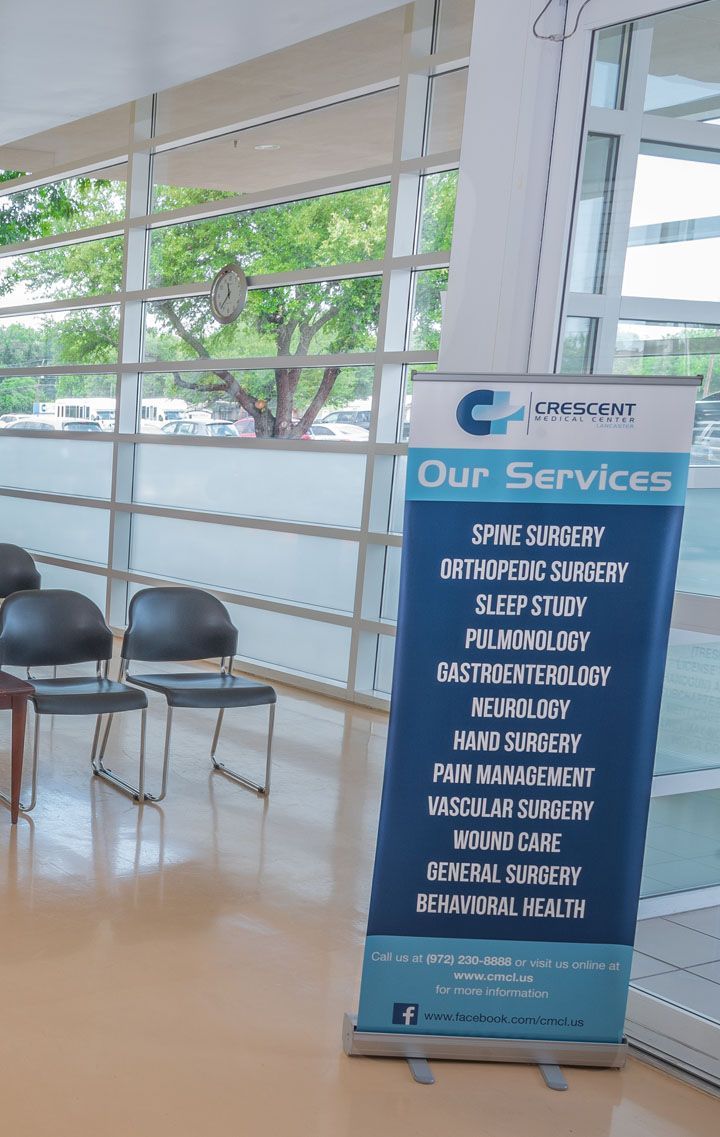 CRESCENT
MEDICAL CENTER
LANCASTER
Our Services
SPINE SURGERY
ORTHOPEDIC SURGERY
SLEEP STUDY
PULMONOLOGY
GASTROENTEROLOGY
NEUROLOGY
HAND SURGERY
PAIN MANAGEMENT
VASCULAR SURGERY
WOUND CARE
GENERAL SURGERY
BEHAVIORAL HEALTH
Call us at (972) 230-8888 or visit us online at
www.cmcl.us
for more information
f www.facebook.com/cmcl.us